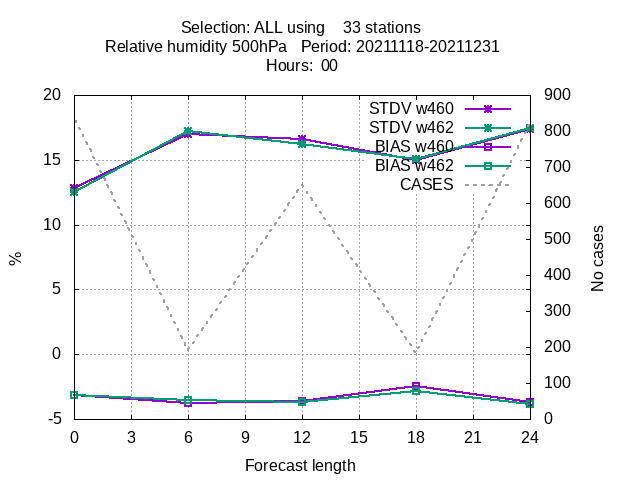 Selection: ALL using    33 stations
Relative humidity 500hPa   Period: 20211118-20211231
Hours:  00
20
15
10
5
0
-5
%
STDV w460
STDV w462
BIAS w460
BIAS w462
CASES
900
800
700
600
500
400
300
200
100
0
No cases
0 3 6 9 12 15 18 21 24
Forecast length